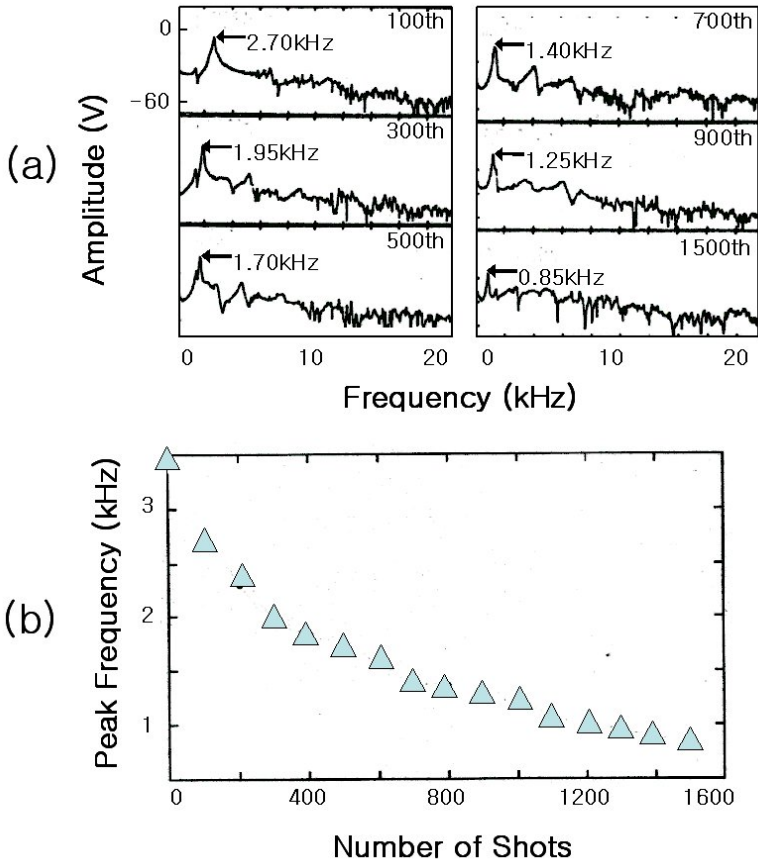 (a)
Amplitude (V)
0
-60
100th
2.70kHz
300th
1.95kHz
500th
1.70kHz
700th
1.40kHz
900th
1.25kHz
1500th
0.85kHz
0 10 20
0 10 20
Frequency (kHz)
(b)
Peak Frequency (kHz)
3
2
1
0 400 800 1200 1600
Number of Shots